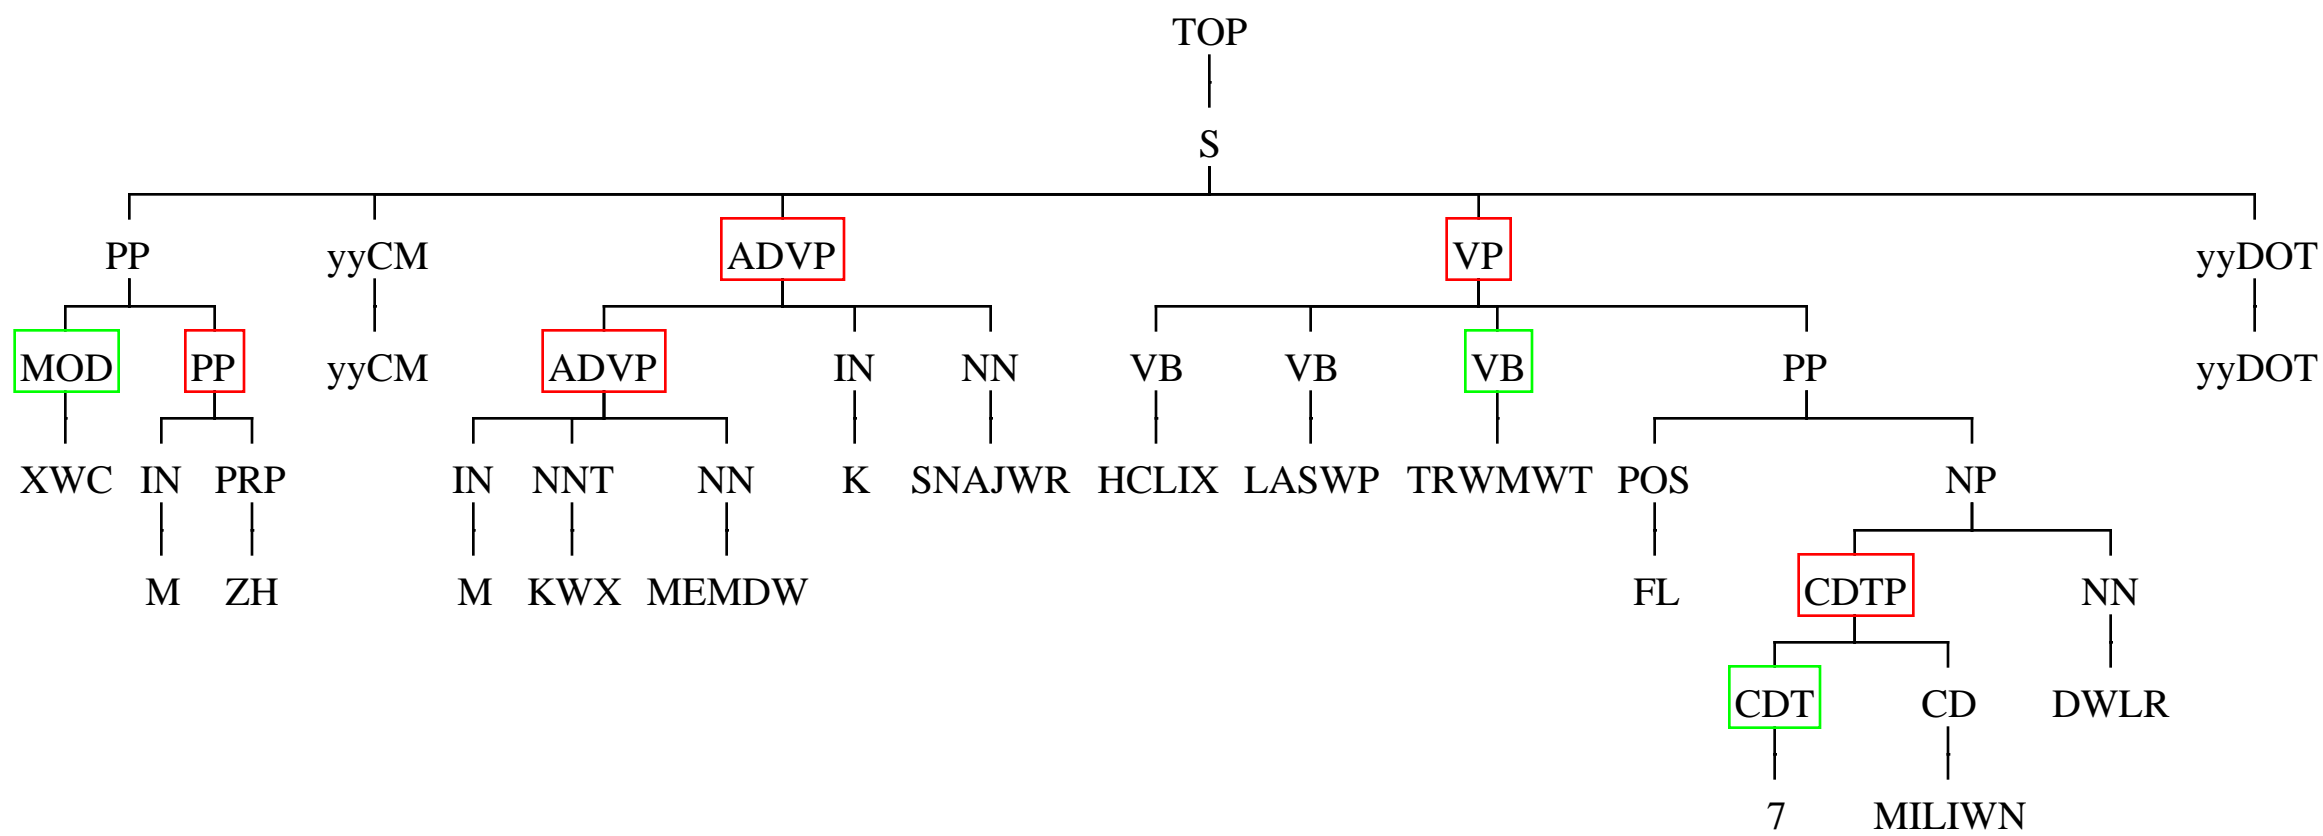 TOP
S
PP yyCM ADVP VP yyDOT
MOD PP yyCM ADVP IN NN VB VB VB PP yyDOT
XWC IN PRP IN NNT NN K SNAJWR HCLIX LASWP TRWMWT POS NP
M ZH M KWX MEMDW FL CDTP NN
CDT CD DWLR
7 MILIWN